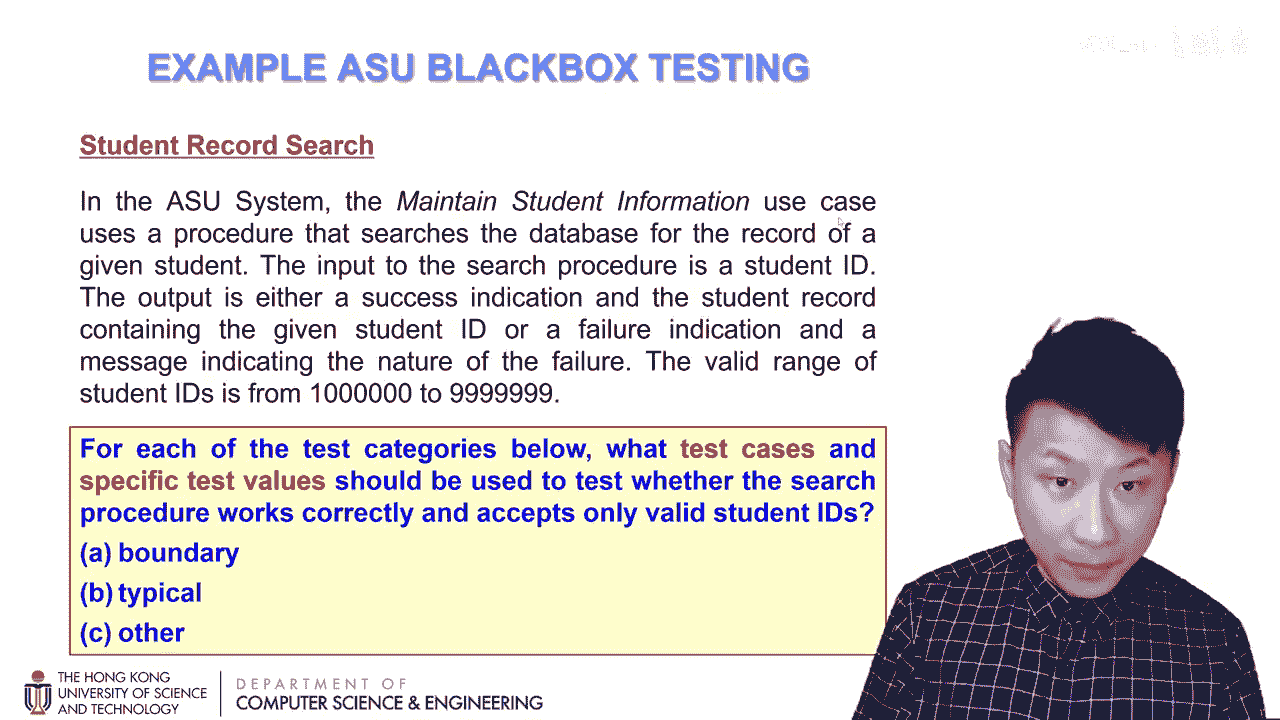 EXAMPLE ASU BLACKBOX TESTING
Student Record Search
In the ASU System, the Maintain Student Information use case
uses a procedure that searches the database for the record of a
given student. The input to the search procedure is a student ID.
The output is either a success indication and the student record
containing the given student ID or a failure indication and a
message indicating the nature of the failure. The valid range of
student IDs is from 1000000 to 9999999.
For each of the test categories below, what test cases and
specific test values should be used to test whether the search
procedure works correctly and accepts only valid student IDs?
(a) boundary
(b) typical
(c) other
THE HONG KONG
UNIVERSITY OF SCIENCE
AND TECHNOLOGY
DEPARTMENT OF
COMPUTER SCIENCE & ENGINEERING